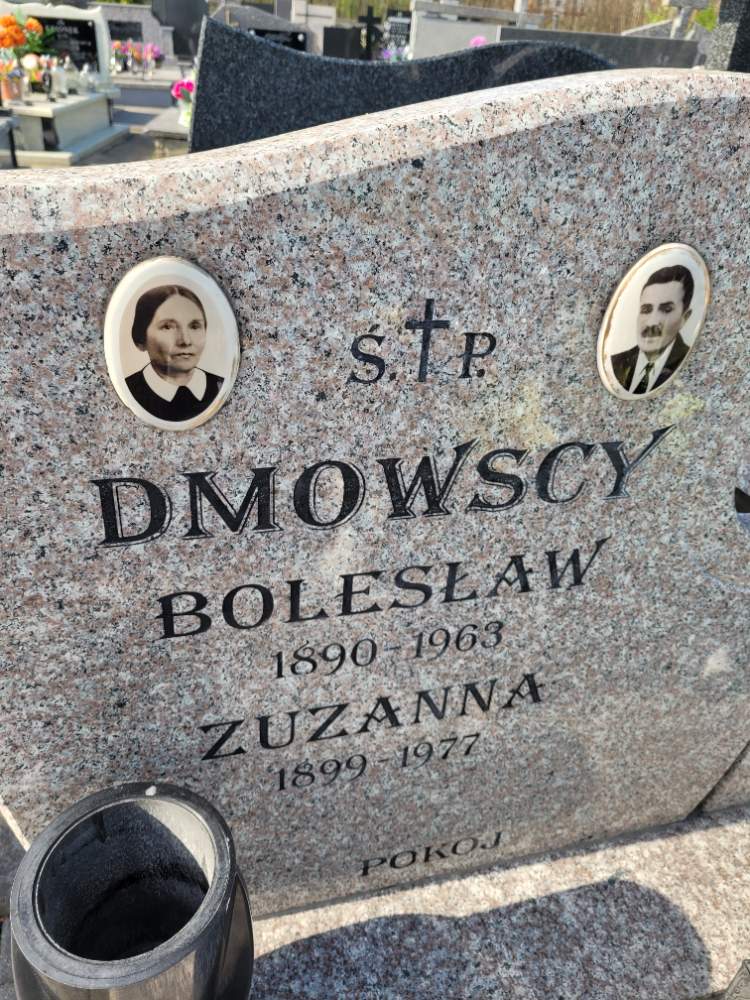 Ś.P.
DMOWSCY
BOLESŁAW
1890-1963
ZUZANNA
1899-1977
POKOJ